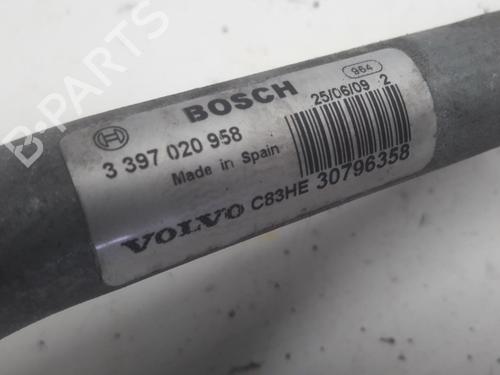 B-PARTS
964
BOSCH
25/06/09 2
3 397 020 958
Made in Spain
VOLVO C83HE 30796358